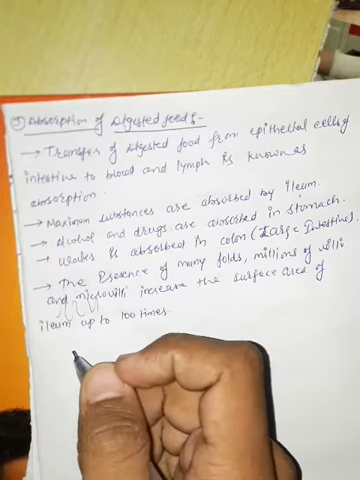 ③ Absorption of digested food :-
→ Transfer of digested food from epithelial cells of
intestine to blood and lymph is known as
absorption.
→ Maximum substances are absorbed by ileum.
→ Alcohol and drugs are absorbed in stomach.
→ Water is absorbed in colon (Large Intestine).
→ The Presence of many folds, millions of villi
and microvilli increase the surface area of
ileum up to 100 times.